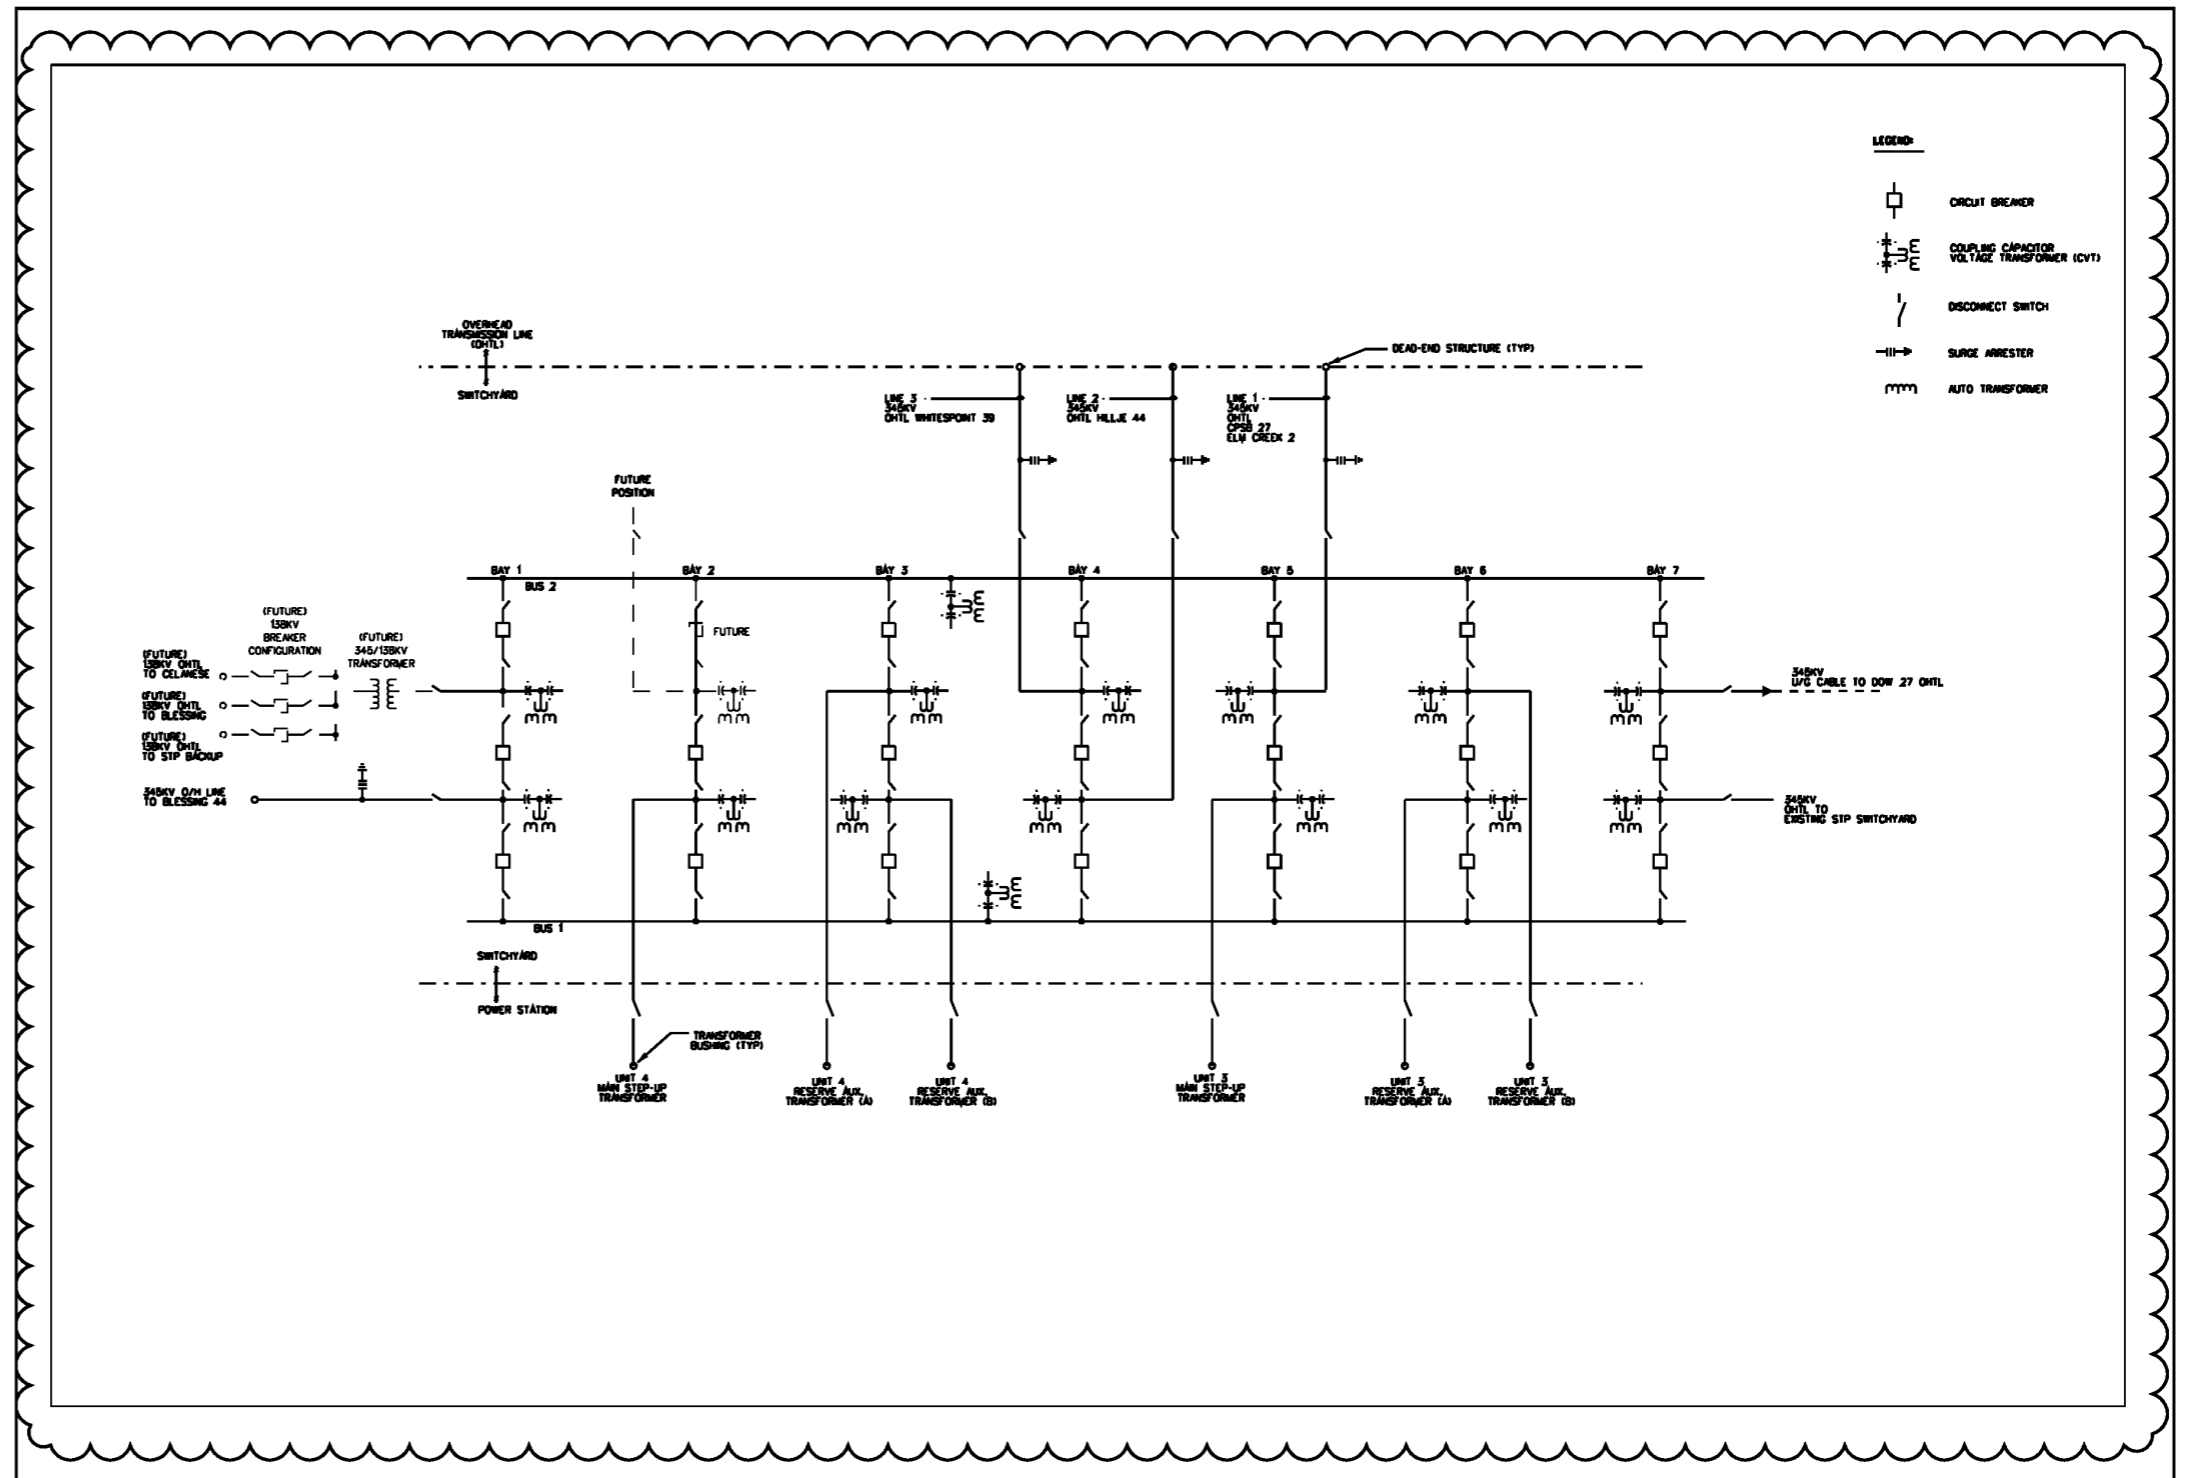 LEGEND:
CIRCUIT BREAKER
COUPLING CAPACITOR
VOLTAGE TRANSFORMER (CVT)
DISCONNECT SWITCH
SURGE ARRESTER
AUTO TRANSFORMER
OVERHEAD
TRANSMISSION LINE
(OHTL)
SWITCHYARD
DEAD-END STRUCTURE (TYP)
LINE 3
345KV
OHTL WHITESPOINT 39
LINE 2
345KV
OHTL HILLJE 44
LINE 1
345KV
OHTL
CPSB 27
ELM CREEK 2
FUTURE
POSITION
BAY 1
BAY 2
BAY 3
BAY 4
BAY 5
BAY 6
BAY 7
BUS 2
FUTURE
(FUTURE)
138KV
BREAKER
CONFIGURATION
(FUTURE)
345/138KV
TRANSFORMER
(FUTURE)
138KV OHTL
TO CELANESE
(FUTURE)
138KV OHTL
TO BLESSING
(FUTURE)
138KV OHTL
TO STP BACKUP
345KV O/H LINE
TO BLESSING 44
345KV
U/G CABLE TO DOW 27 OHTL
345KV
OHTL TO
EXISTING STP SWITCHYARD
BUS 1
SWITCHYARD
POWER STATION
TRANSFORMER
BUSHING (TYP)
UNIT 4
MAIN STEP-UP
TRANSFORMER
UNIT 4
RESERVE AUX.
TRANSFORMER (A)
UNIT 4
RESERVE AUX.
TRANSFORMER (B)
UNIT 3
MAIN STEP-UP
TRANSFORMER
UNIT 3
RESERVE AUX.
TRANSFORMER (A)
UNIT 3
RESERVE AUX.
TRANSFORMER (B)